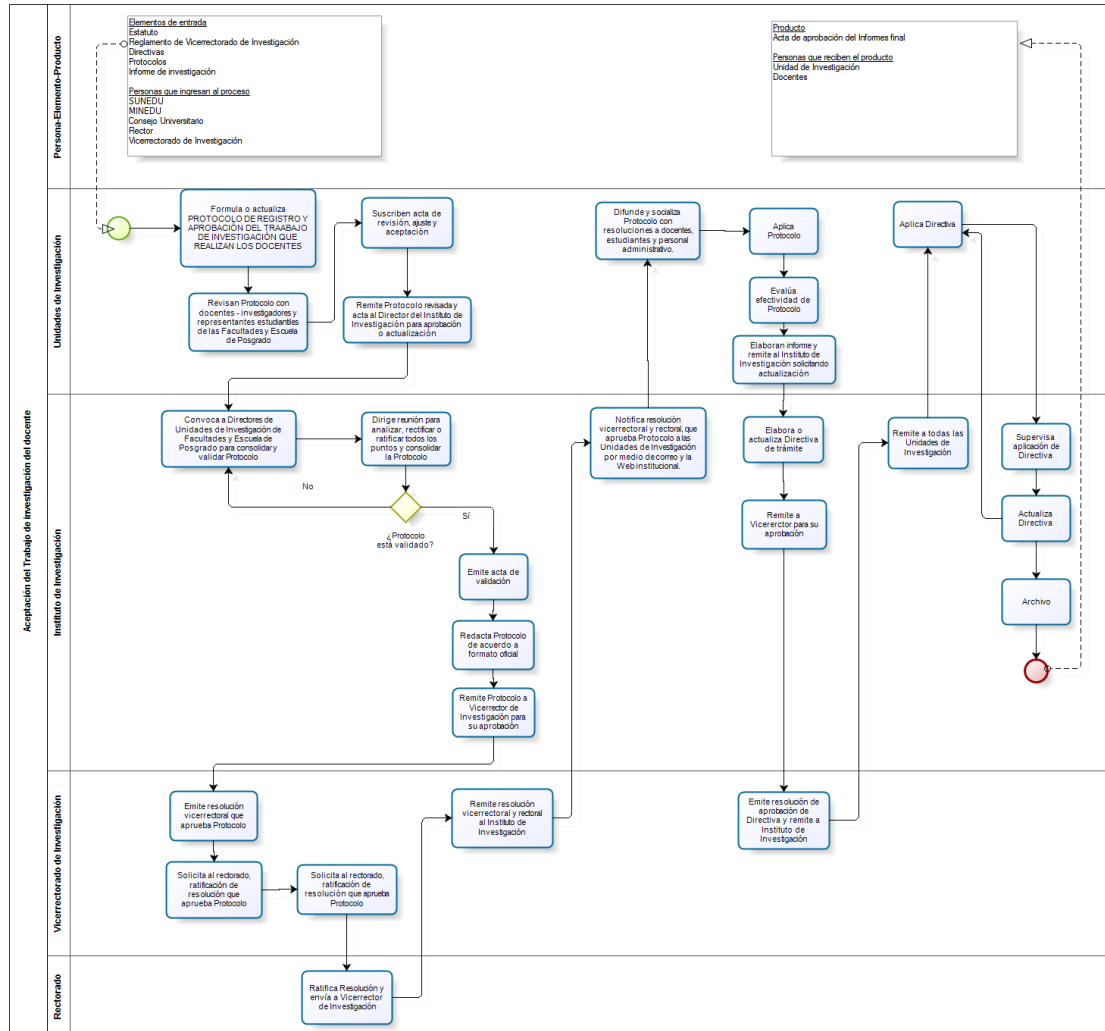 Aceptación del Trabajo de investigación del docente
Persona-Elemento-Producto
Elementos de entrada
Estatuto
Reglamento de Vicerrectorado de Investigación
Directivas
Protocolos
Informe de investigación
Personas que ingresan al proceso
SUNEDU
MINEDU
Consejo Universitario
Rector
Vicerrectorado de Investigación
Producto
Acta de aprobación del Informes final
Personas que reciben el producto
Unidad de Investigación
Docentes
Unidades de Investigación
Formula o actualiza
PROTOCOLO DE REGISTRO Y
APROBACIÓN DEL TRAABAJO
DE INVESTIGACIÓN QUE
REALIZAN LOS DOCENTES
Revisan Protocolo con
docentes - investigadores y
representantes estudiantiles
de las Facultades y Escuela
de Posgrado
Suscriben acta de
revisión, ajuste y
aceptación
Remite Protocolo revisada y
acta al Director del Instituto de
Investigación para aprobación
o actualización
Difunde y socializa
Protocolo con
resoluciones a docentes,
estudiantes y personal
administrativo.
Aplica
Protocolo
Evalúa
efectividad de
Protocolo
Elaboran informe y
remite al Instituto de
Investigación solicitando
actualización
Aplica Directiva
Instituto de Investigación
Convoca a Directores de
Unidades de Investigación de
Facultades y Escuela de
Posgrado para consolidar y
validar Protocolo
Dirige reunión para
analizar, rectificar o
ratificar todos los
puntos y consolidar
la Protocolo
No
Sí
¿Protocolo
está validado?
Emite acta de
validación
Redacta Protocolo
de acuerdo a
formato oficial
Remite Protocolo a
Vicerrector de
Investigación para
su aprobación
Notifica resolución
vicerrectoral y rectoral, que
aprueba Protocolo a las
Unidades de Investigación
por medio de correo y la
Web institucional.
Elabora o
actualiza Directiva
de trámite
Remite a
Vicererctor para su
aprobación
Remite a todas las
Unidades de
Investigación
Supervisa
aplicación de
Directiva
Actualiza
Directiva
Archivo
Vicerrectorado de Investigación
Emite resolución
vicerrectoral que
aprueba Protocolo
Solicita al rectorado,
ratificación de
resolución que
aprueba Protocolo
Solicita al rectorado,
ratificación de
resolución que aprueba
Protocolo
Remite resolución
vicerrectoral y rectoral
al Instituto de
Investigación
Emite resolución de
aprobación de
Directiva y remite a
Instituto de
Investigación
Rectorado
Ratifica Resolución y
envía a Vicerrector
de Investigación